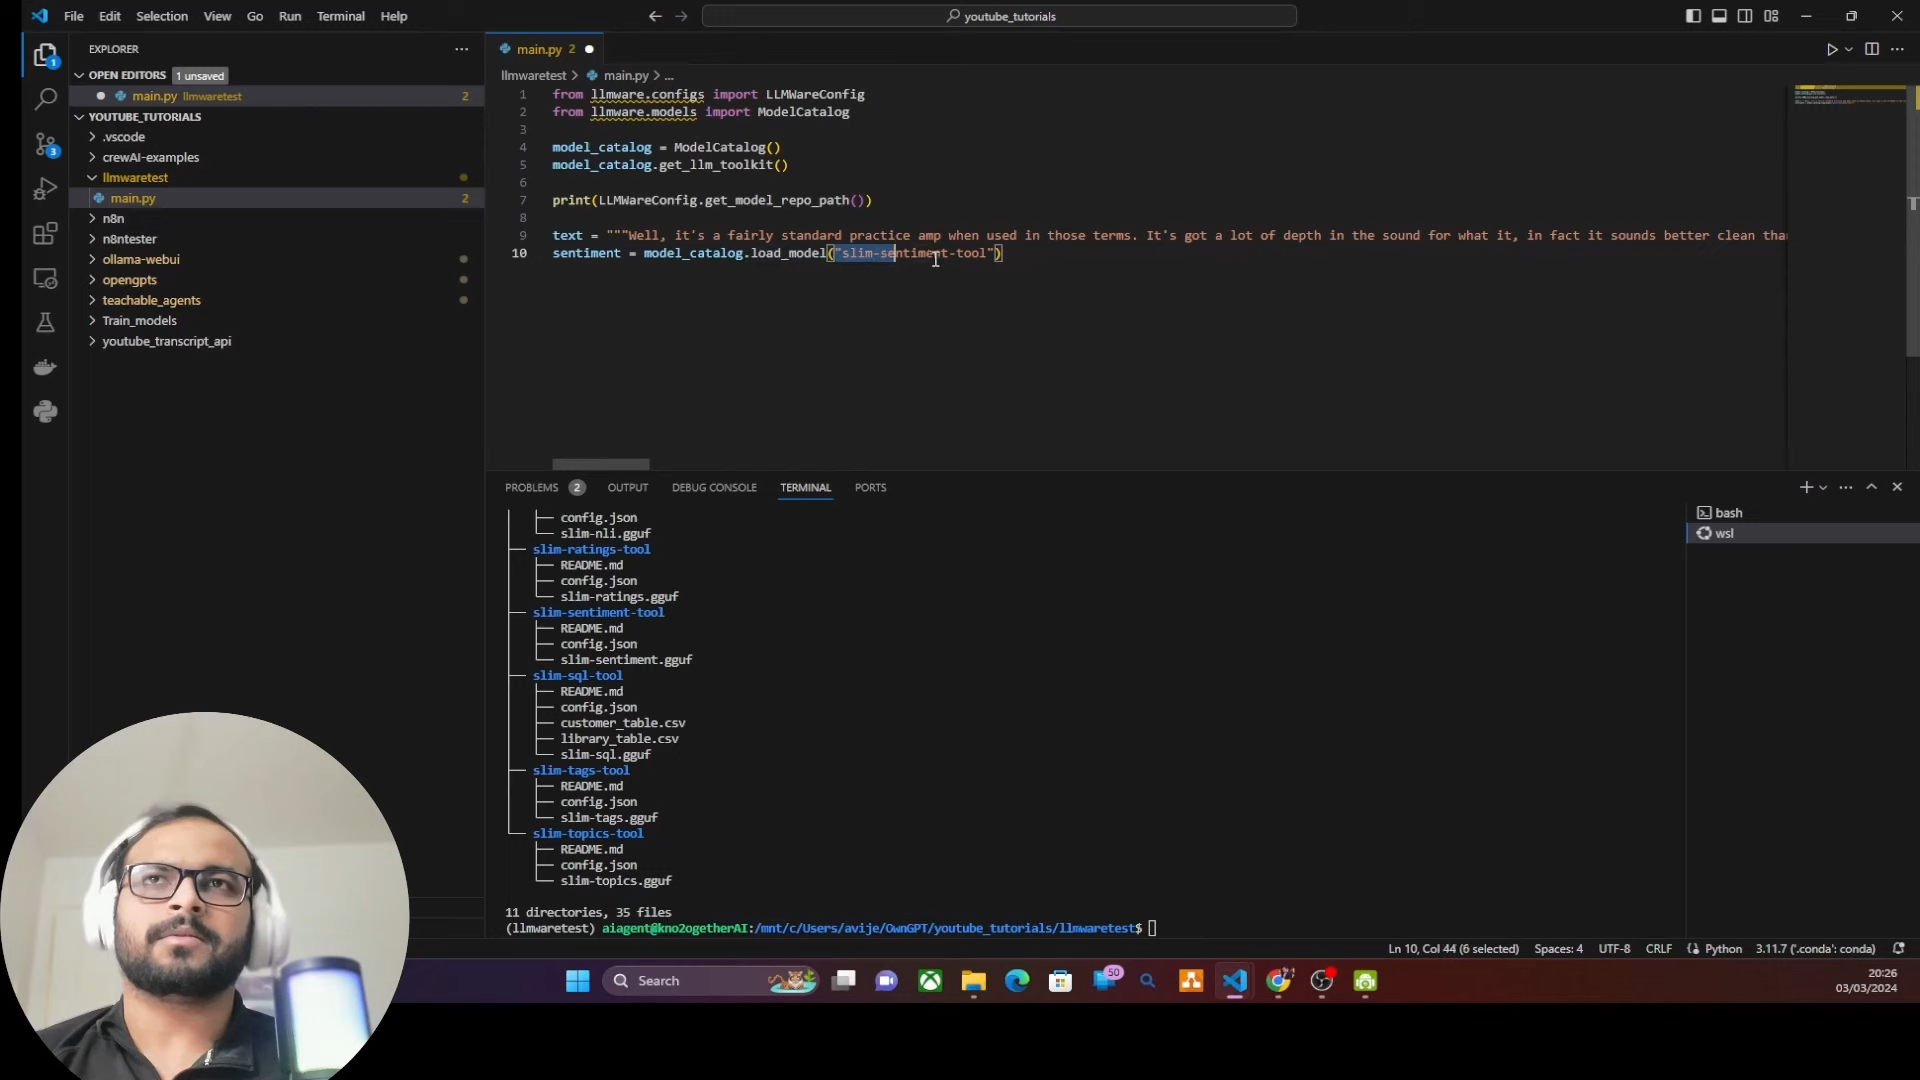 File Edit Selection View Go Run Terminal Help
youtube_tutorials
EXPLORER
OPEN EDITORS 1 unsaved
main.py llmwaretest 2
YOUTUBE_TUTORIALS
.vscode
crewAI-examples
llmwaretest
main.py 2
n8n
n8ntester
ollama-webui
opengpts
teachable_agents
Train_models
youtube_transcript_api
1
3
main.py 2
llmwaretest > main.py > ...
1 from llmware.configs import LLMWareConfig
2 from llmware.models import ModelCatalog
3
4 model_catalog = ModelCatalog()
5 model_catalog.get_llm_toolkit()
6
7 print(LLMWareConfig.get_model_repo_path())
8
9 text = """Well, it's a fairly standard practice amp when used in those terms. It's got a lot of depth in the sound for what it, in fact it sounds better clean tha
10 sentiment = model_catalog.load_model("slim-sentiment-tool")
PROBLEMS 2 OUTPUT DEBUG CONSOLE TERMINAL PORTS
bash
wsl
├── config.json
└── slim-nli.gguf
├── slim-ratings-tool
├── README.md
├── config.json
└── slim-ratings.gguf
├── slim-sentiment-tool
├── README.md
├── config.json
└── slim-sentiment.gguf
├── slim-sql-tool
├── README.md
├── config.json
├── customer_table.csv
├── library_table.csv
└── slim-sql.gguf
├── slim-tags-tool
├── README.md
├── config.json
└── slim-tags.gguf
└── slim-topics-tool
├── README.md
├── config.json
└── slim-topics.gguf
11 directories, 35 files
(llmwaretest) aiagent@kno2ogetherAI:/mnt/c/Users/avije/OwnGPT/youtube_tutorials/llmwaretest$
Ln 10, Col 44 (6 selected) Spaces: 4 UTF-8 CRLF Python 3.11.7 ('.conda': conda)
Search
50
20:26
03/03/2024